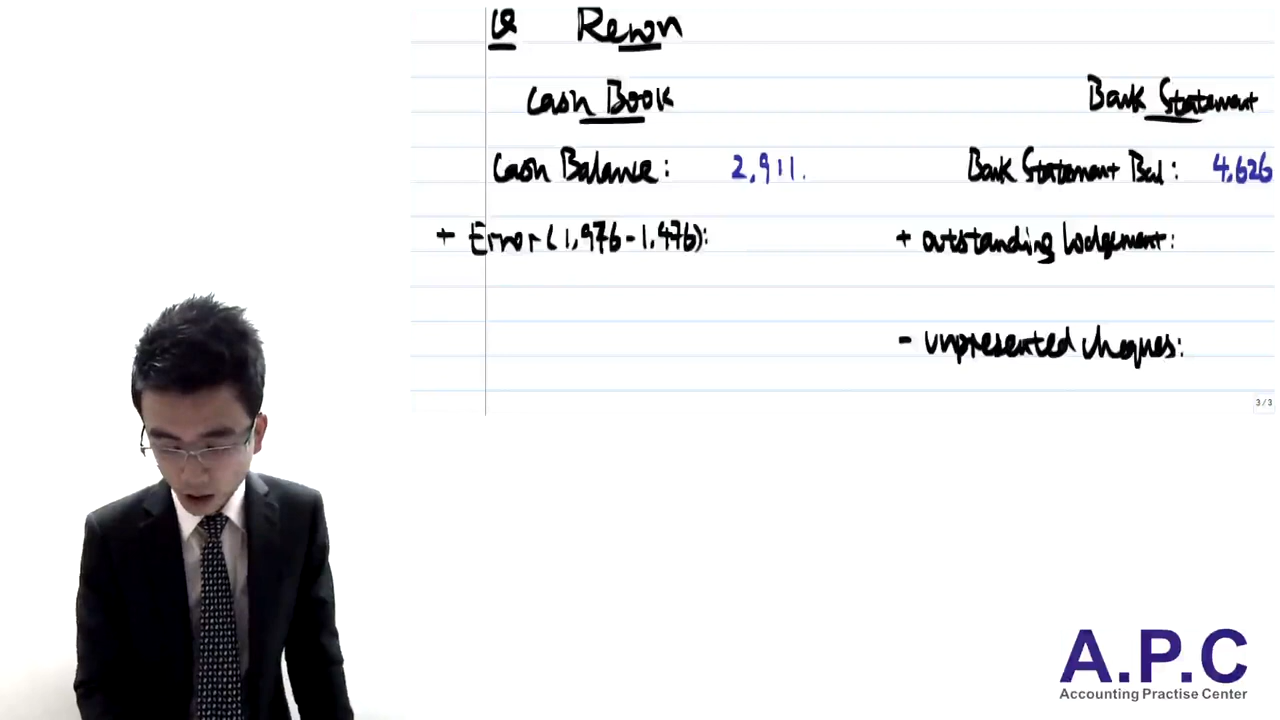 Q Recon
Cash Book Bank Statement
Cash Balance: 2,911. Bank Statement Bal: 4,626
+ Error (1,976 - 1,476): + outstanding lodgement:
- unpresented cheques:
3/3
A.P.C
Accounting Practise Center